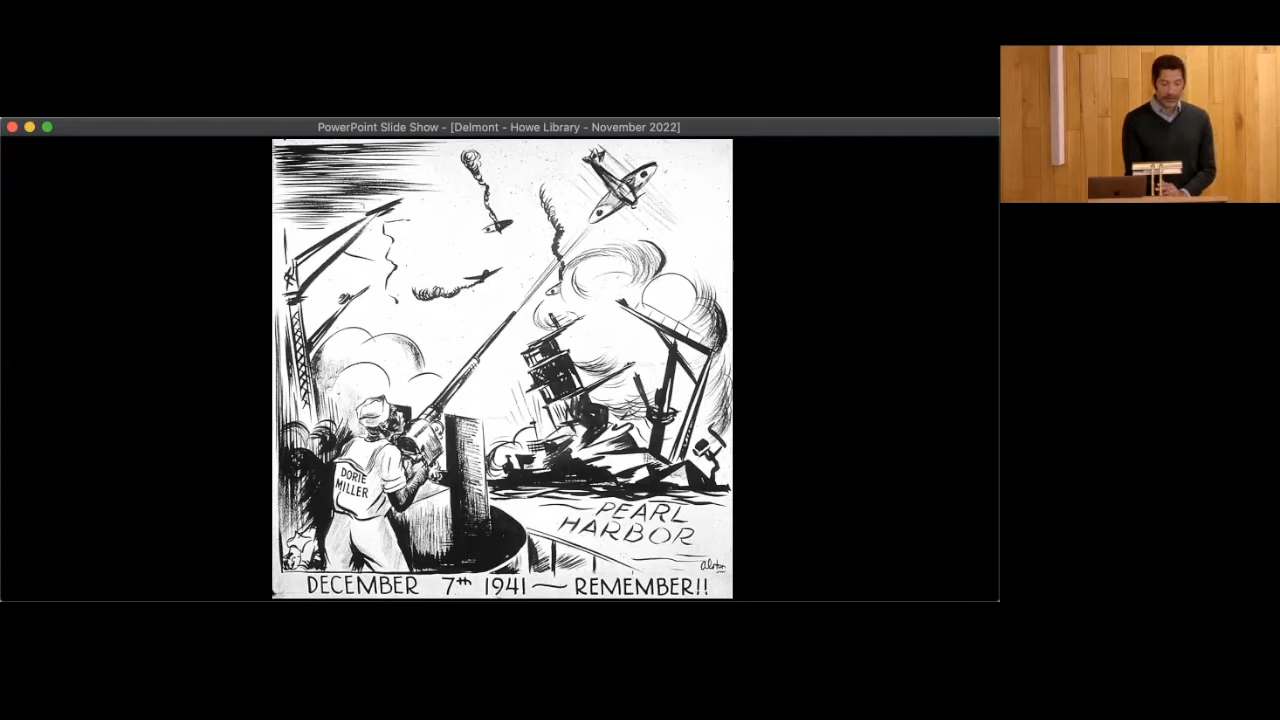 PowerPoint Slide Show - [Delmont - Howe Library - November 2022]
DORIE
MILLER
PEARL
HARBOR
Alston
DECEMBER 7th 1941 — REMEMBER!!